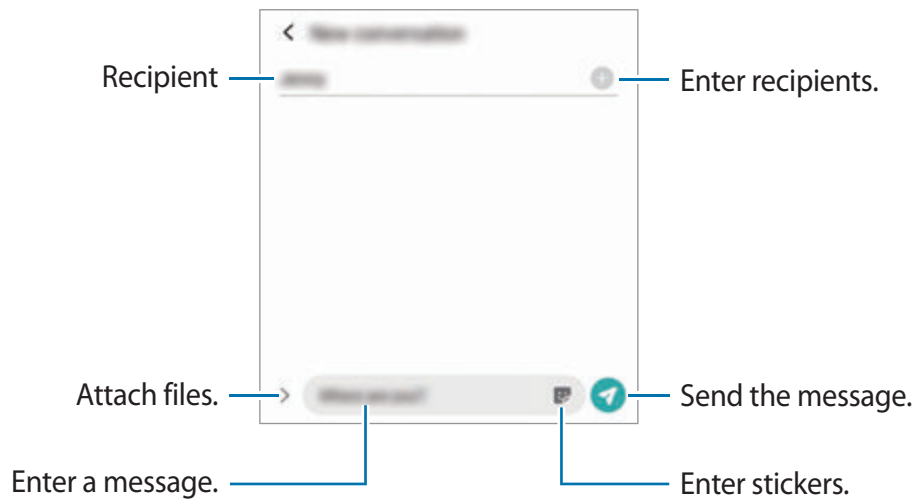 Recipient
Enter recipients.
Attach files.
Send the message.
Enter a message.
Enter stickers.